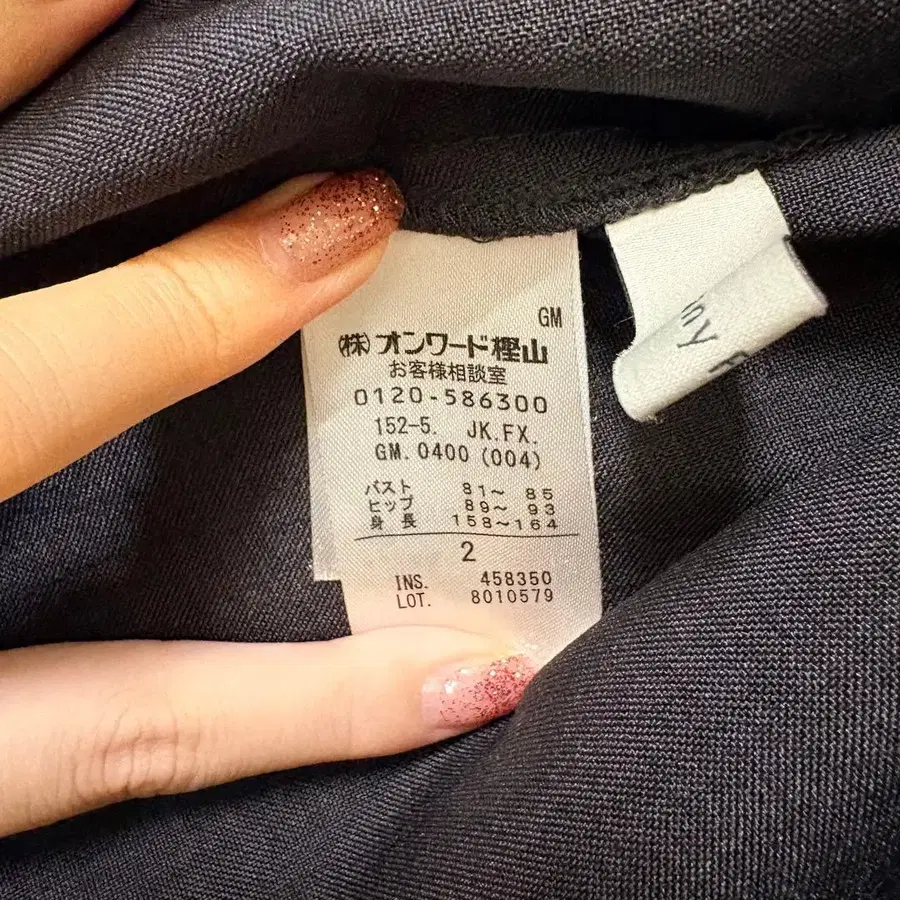 GM
㈱オンワード樫山
お客様相談室
0120-586300
152-5. JK.FX.
GM.0400 (004)
バスト 81～ 85
ヒップ 89～ 93
身長 158～164
2
INS. 458350
LOT. 8010579
ny